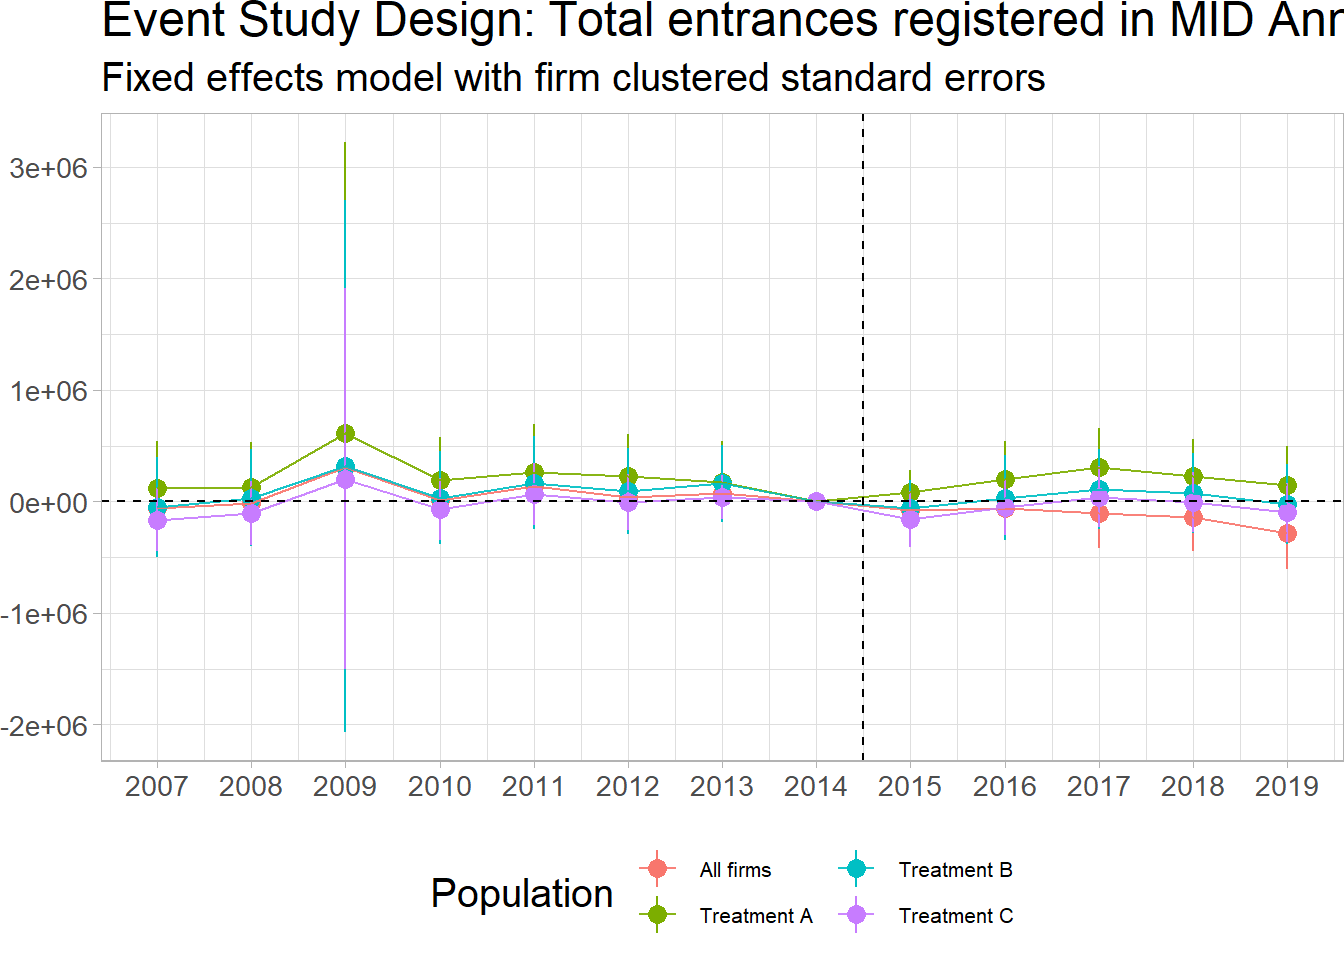 Event Study Design: Total entrances registered in MID
Fixed effects model with firm clustered standard errors
3e+06
2e+06
1e+06
0e+00
-1e+06
-2e+06
2007 2008 2009 2010 2011 2012 2013 2014 2015 2016 2017 2018 2019
Population
All firms
Treatment A
Treatment B
Treatment C